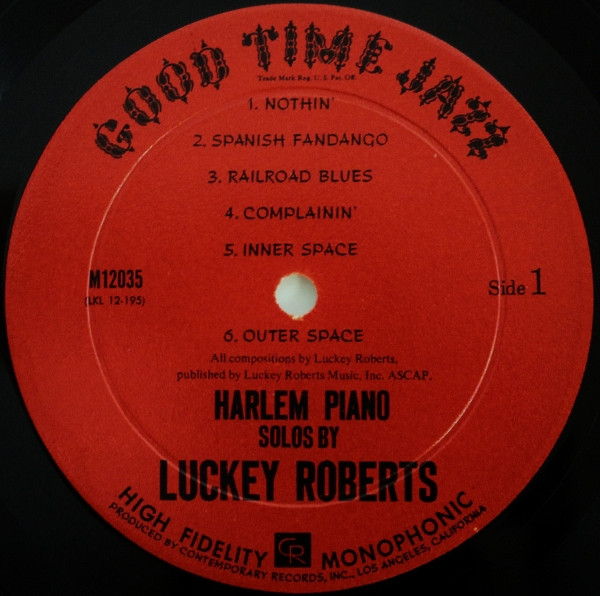 GOOD TIME JAZZ
Trade Mark Reg. U. S. Pat. Off.
1. NOTHIN'
2. SPANISH FANDANGO
3. RAILROAD BLUES
4. COMPLAININ'
5. INNER SPACE
M12035
(LKL 12-195)
Side 1
6. OUTER SPACE
All compositions by Luckey Roberts,
published by Luckey Roberts Music, Inc. ASCAP.
HARLEM PIANO
SOLOS BY
LUCKEY ROBERTS
HIGH FIDELITY CR MONOPHONIC
PRODUCED BY CONTEMPORARY RECORDS, INC., LOS ANGELES, CALIFORNIA